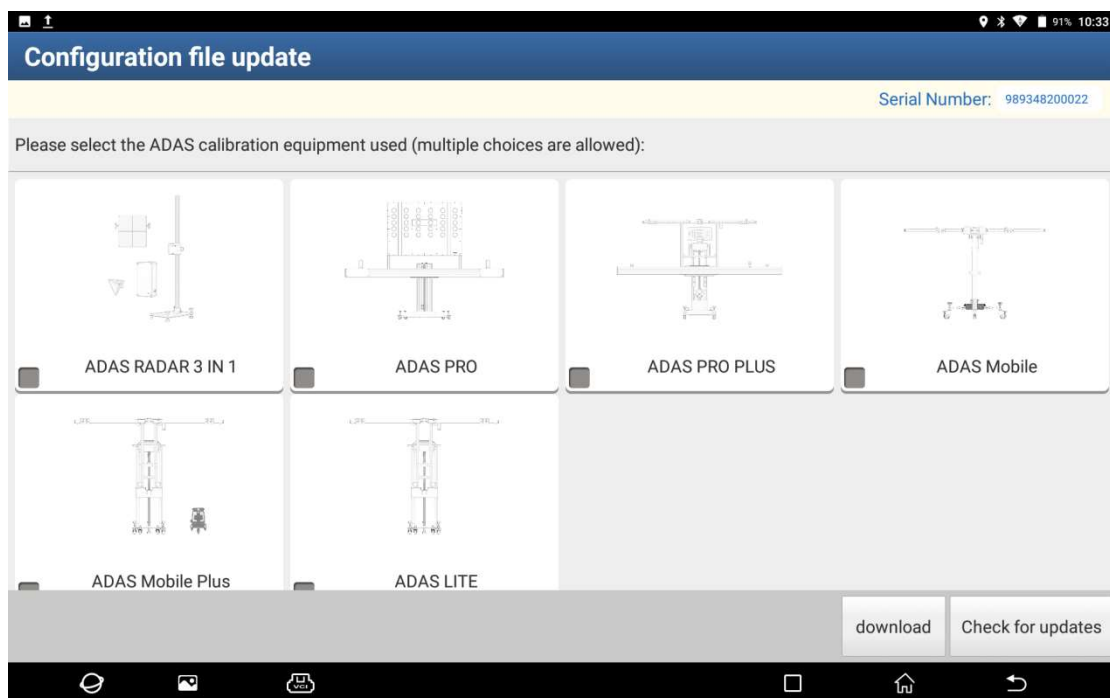 91% 10:33
Configuration file update
Serial Number: 989348200022
Please select the ADAS calibration equipment used (multiple choices are allowed):
ADAS RADAR 3 IN 1
ADAS PRO
ADAS PRO PLUS
ADAS Mobile
ADAS Mobile Plus
ADAS LITE
download
Check for updates
VCI